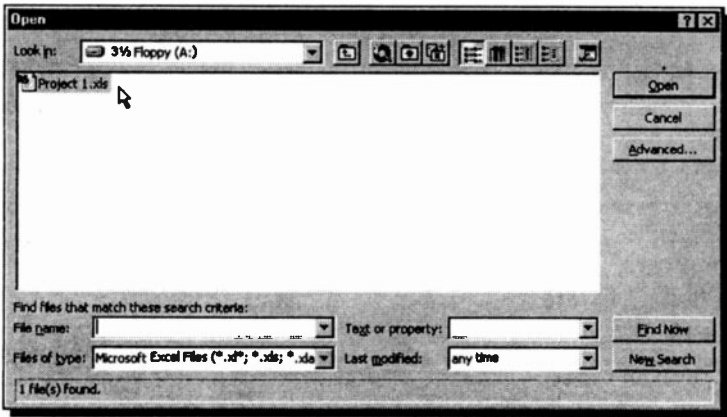 Open
Look in: 3½ Floppy (A:)
Project 1.xls
Open
Cancel
Advanced...
Find files that match these search criteria:
File name: Text or property: Find Now
Files of type: Microsoft Excel Files (*.xl*; *.xls; *.xla Last modified: any time New Search
1 file(s) found.